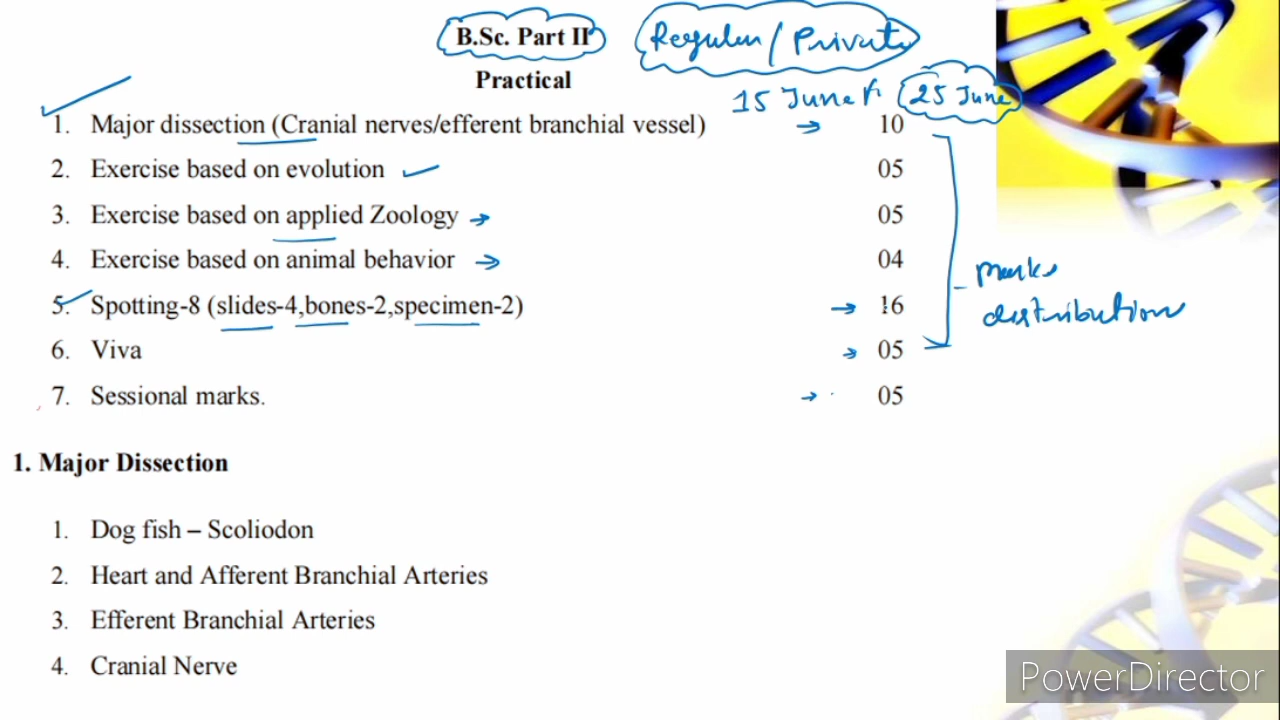 B.Sc. Part II Regular/Private
Practical
15 June 25 June
1. Major dissection (Cranial nerves/efferent branchial vessel) 10
2. Exercise based on evolution 05
3. Exercise based on applied Zoology 05
4. Exercise based on animal behavior 04
marks
5. Spotting-8 (slides-4,bones-2,specimen-2) 16
distribution
6. Viva 05
7. Sessional marks. 05
1. Major Dissection
1. Dog fish – Scoliodon
2. Heart and Afferent Branchial Arteries
3. Efferent Branchial Arteries
4. Cranial Nerve
PowerDirector